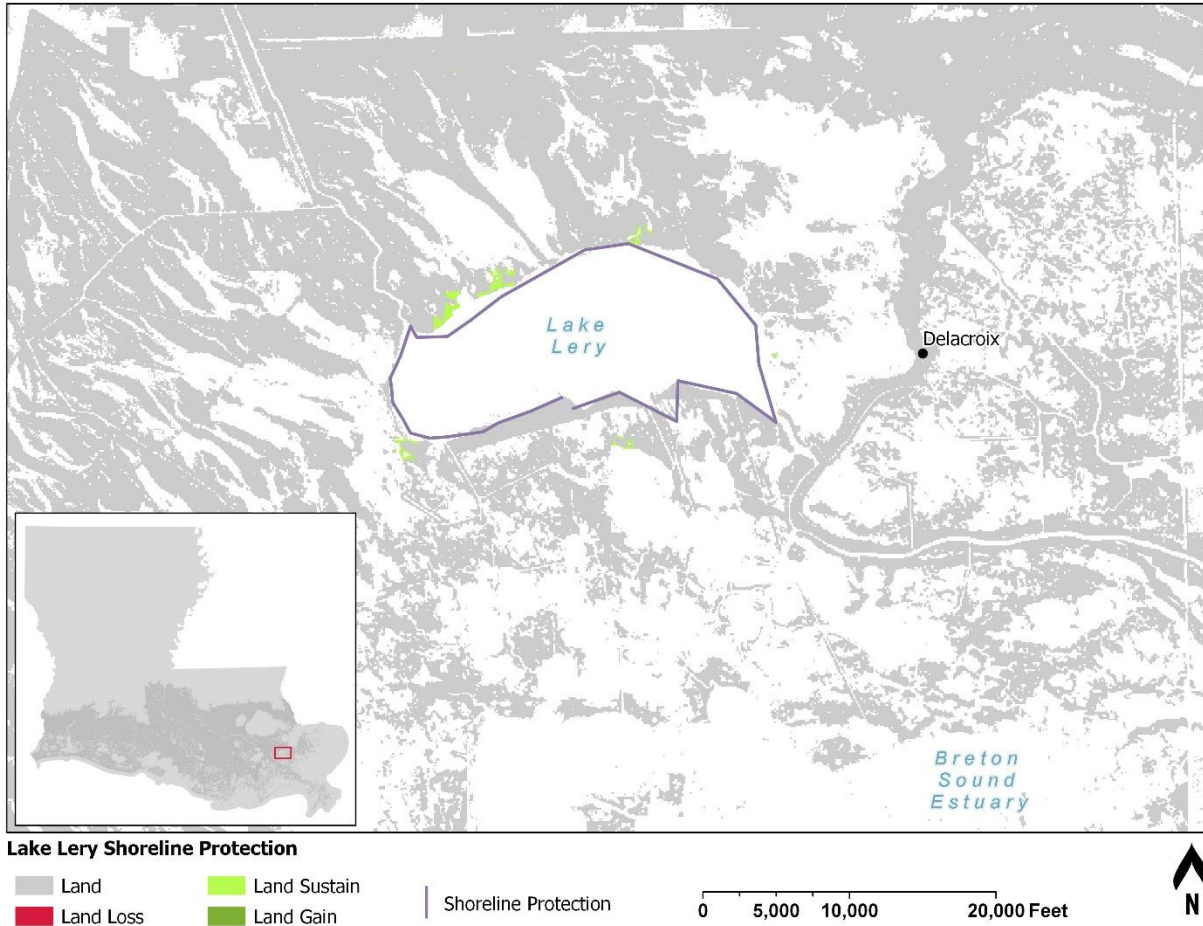 Lake
Lery
Delacroix
Breton
Sound
Estuary
Lake Lery Shoreline Protection
Land
Land Sustain
Land Loss
Land Gain
Shoreline Protection
0 5,000 10,000 20,000 Feet
N